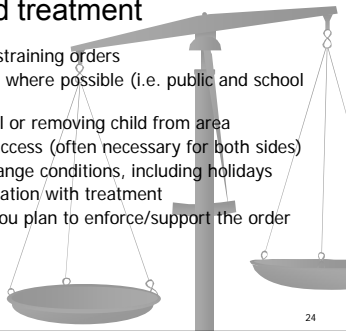 d treatment
straining orders
where possible (i.e. public and school
l or removing child from area
ccess (often necessary for both sides)
ange conditions, including holidays
ation with treatment
ou plan to enforce/support the order
24